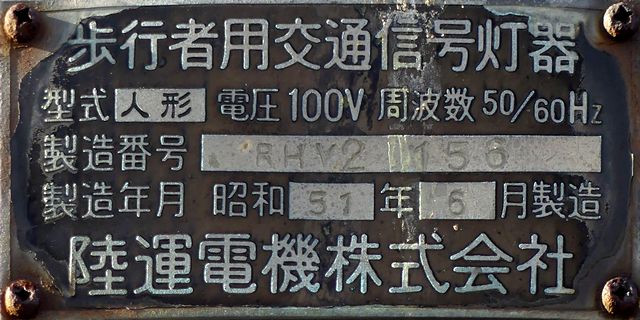 歩行者用交通信号灯器
型式 人形 電圧 100V 周波数 50/60Hz
製造番号 RHV2 156
製造年月 昭和 51 年 6 月製造
陸運電機株式会社